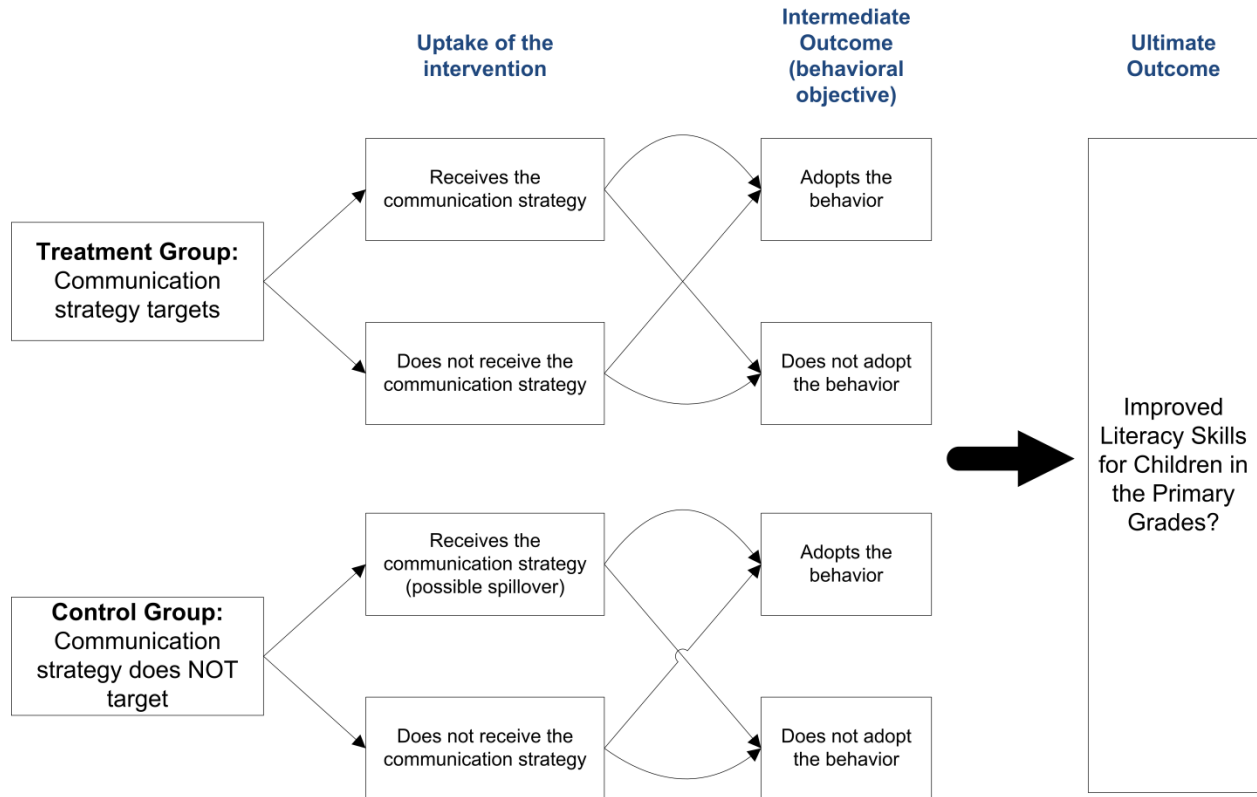 Uptake of the
intervention
Intermediate
Outcome
(behavioral
objective)
Ultimate
Outcome
Treatment Group:
Communication
strategy targets
Receives the
communication strategy
Does not receive the
communication strategy
Adopts the
behavior
Does not adopt
the behavior
Control Group:
Communication
strategy does NOT
target
Receives the
communication strategy
(possible spillover)
Does not receive the
communication strategy
Adopts the
behavior
Does not adopt
the behavior
Improved
Literacy Skills
for Children in
the Primary
Grades?